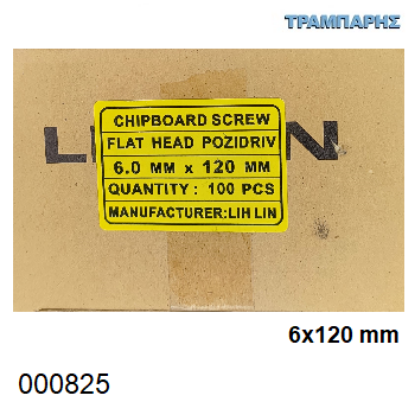 ΤΡΑΜΠΑΡΗΣ
CHIPBOARD SCREW
FLAT HEAD POZIDRIV
6.0 MM x 120 MM
QUANTITY : 100 PCS
MANUFACTURER:LIH LIN
6x120 mm
000825